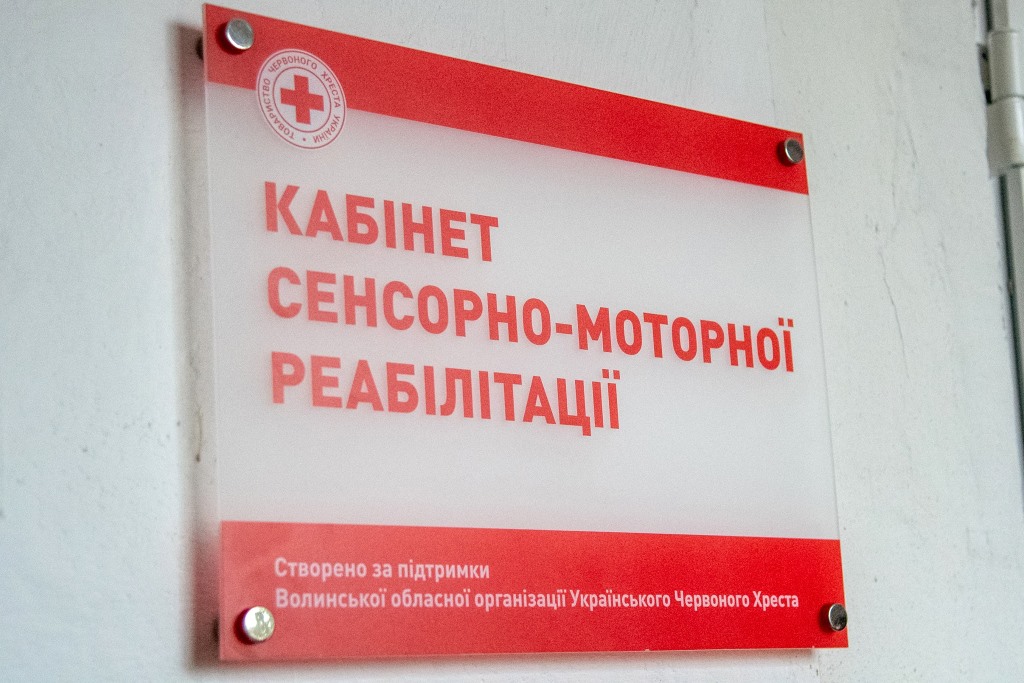 ТОВАРИСТВО ЧЕРВОНОГО ХРЕСТА УКРАЇНИ •
КАБІНЕТ
СЕНСОРНО-МОТОРНОЇ
РЕАБІЛІТАЦІЇ
Створено за підтримки
Волинської обласної організації Українського Червоного Хреста